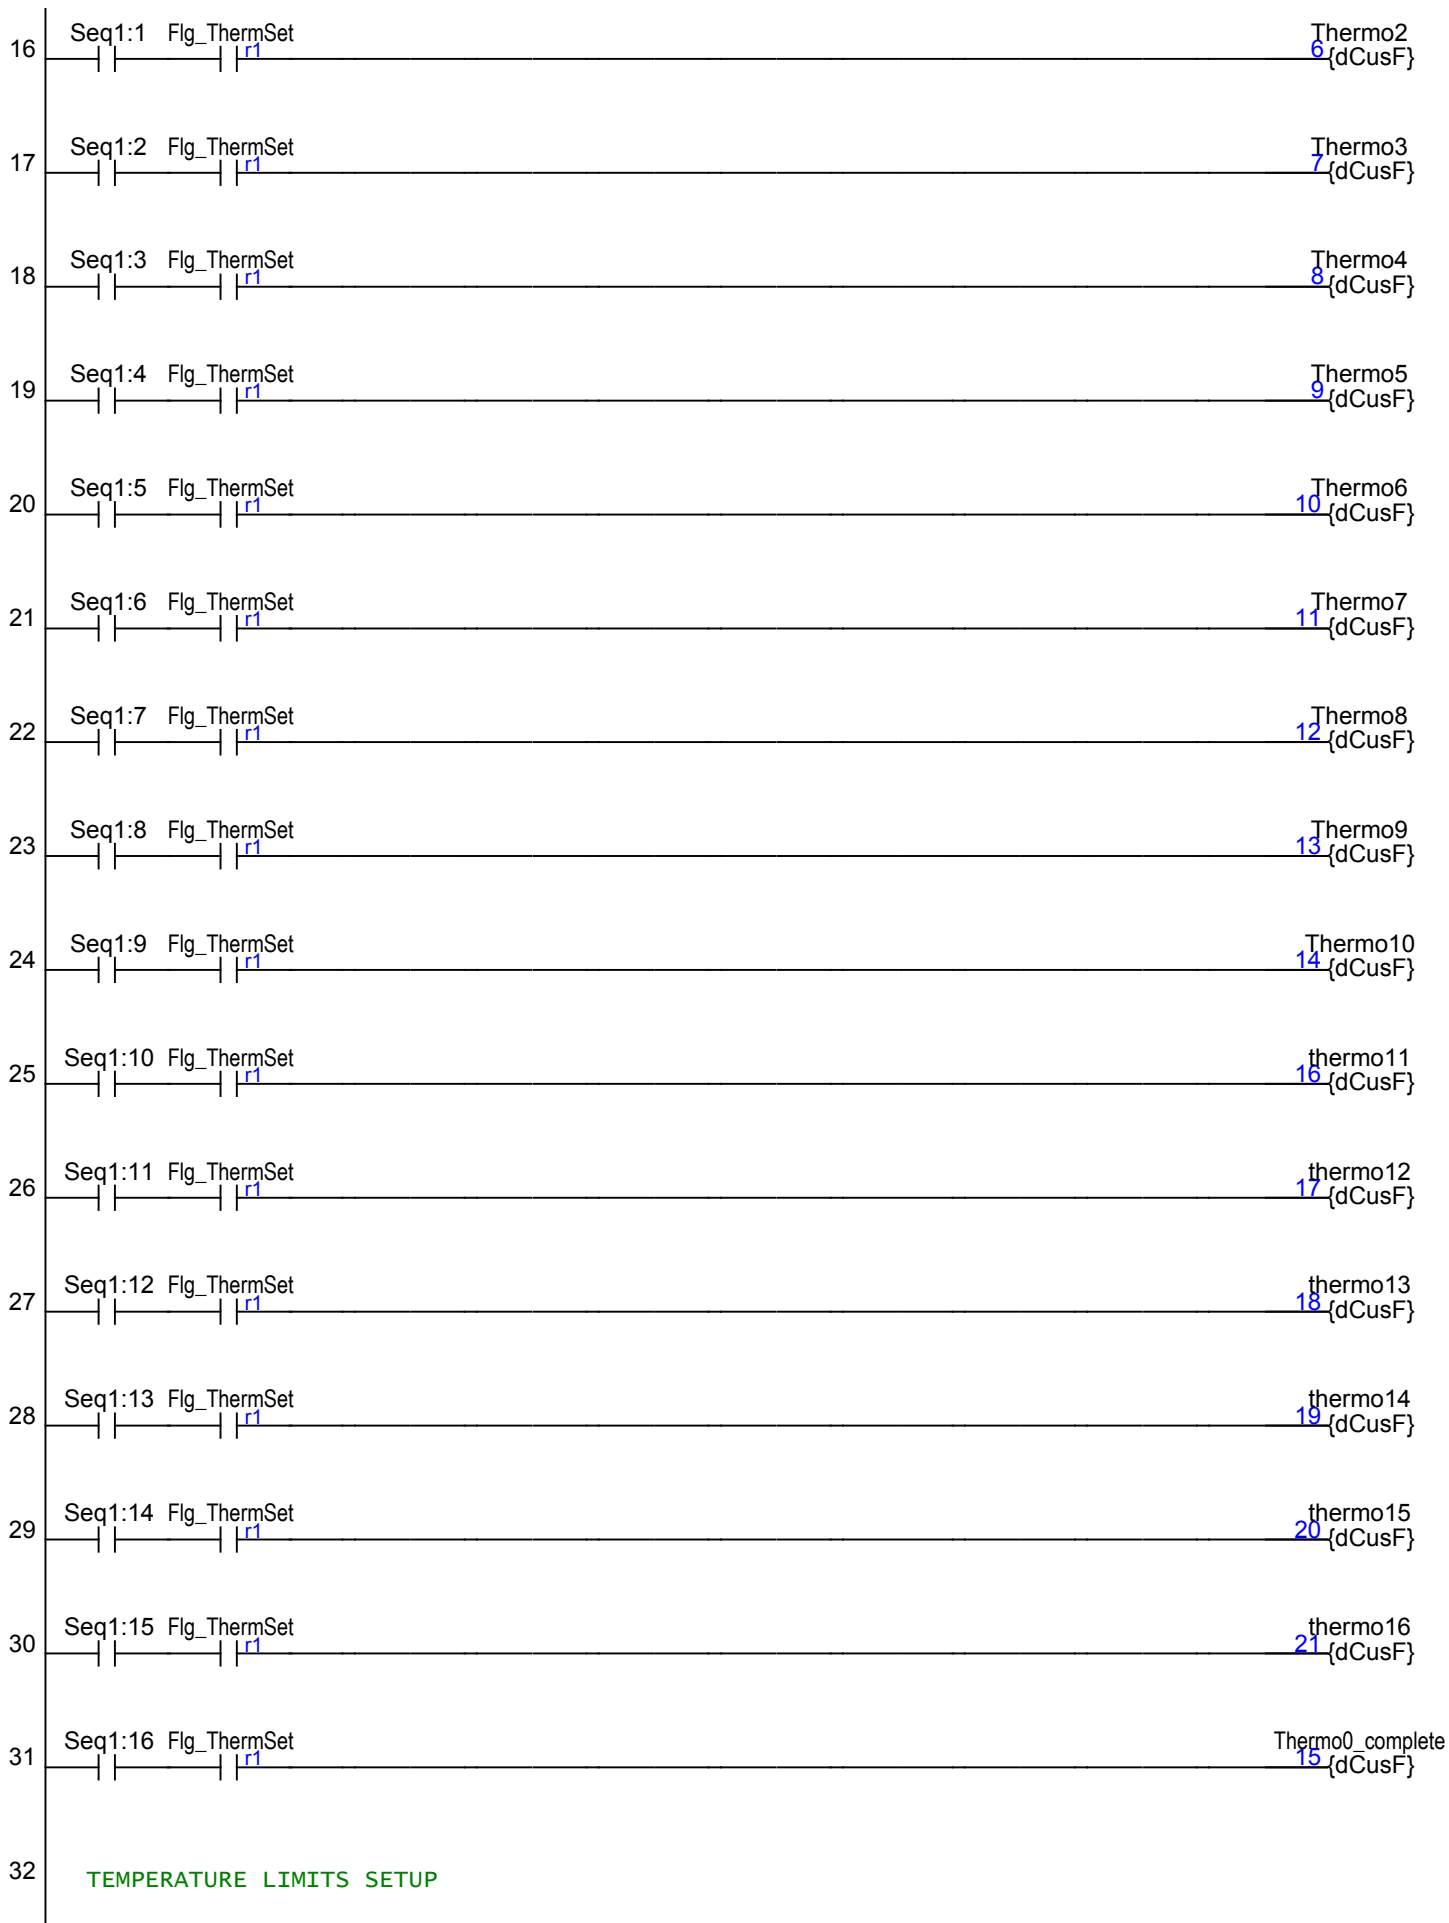 16 Seq1:1 Flg_ThermSet r1 Thermo2 6 {dCusF}
17 Seq1:2 Flg_ThermSet r1 Thermo3 7 {dCusF}
18 Seq1:3 Flg_ThermSet r1 Thermo4 8 {dCusF}
19 Seq1:4 Flg_ThermSet r1 Thermo5 9 {dCusF}
20 Seq1:5 Flg_ThermSet r1 Thermo6 10 {dCusF}
21 Seq1:6 Flg_ThermSet r1 Thermo7 11 {dCusF}
22 Seq1:7 Flg_ThermSet r1 Thermo8 12 {dCusF}
23 Seq1:8 Flg_ThermSet r1 Thermo9 13 {dCusF}
24 Seq1:9 Flg_ThermSet r1 Thermo10 14 {dCusF}
25 Seq1:10 Flg_ThermSet r1 thermo11 16 {dCusF}
26 Seq1:11 Flg_ThermSet r1 thermo12 17 {dCusF}
27 Seq1:12 Flg_ThermSet r1 thermo13 18 {dCusF}
28 Seq1:13 Flg_ThermSet r1 thermo14 19 {dCusF}
29 Seq1:14 Flg_ThermSet r1 thermo15 20 {dCusF}
30 Seq1:15 Flg_ThermSet r1 thermo16 21 {dCusF}
31 Seq1:16 Flg_ThermSet r1 Thermo0_complete 15 {dCusF}
32 TEMPERATURE LIMITS SETUP